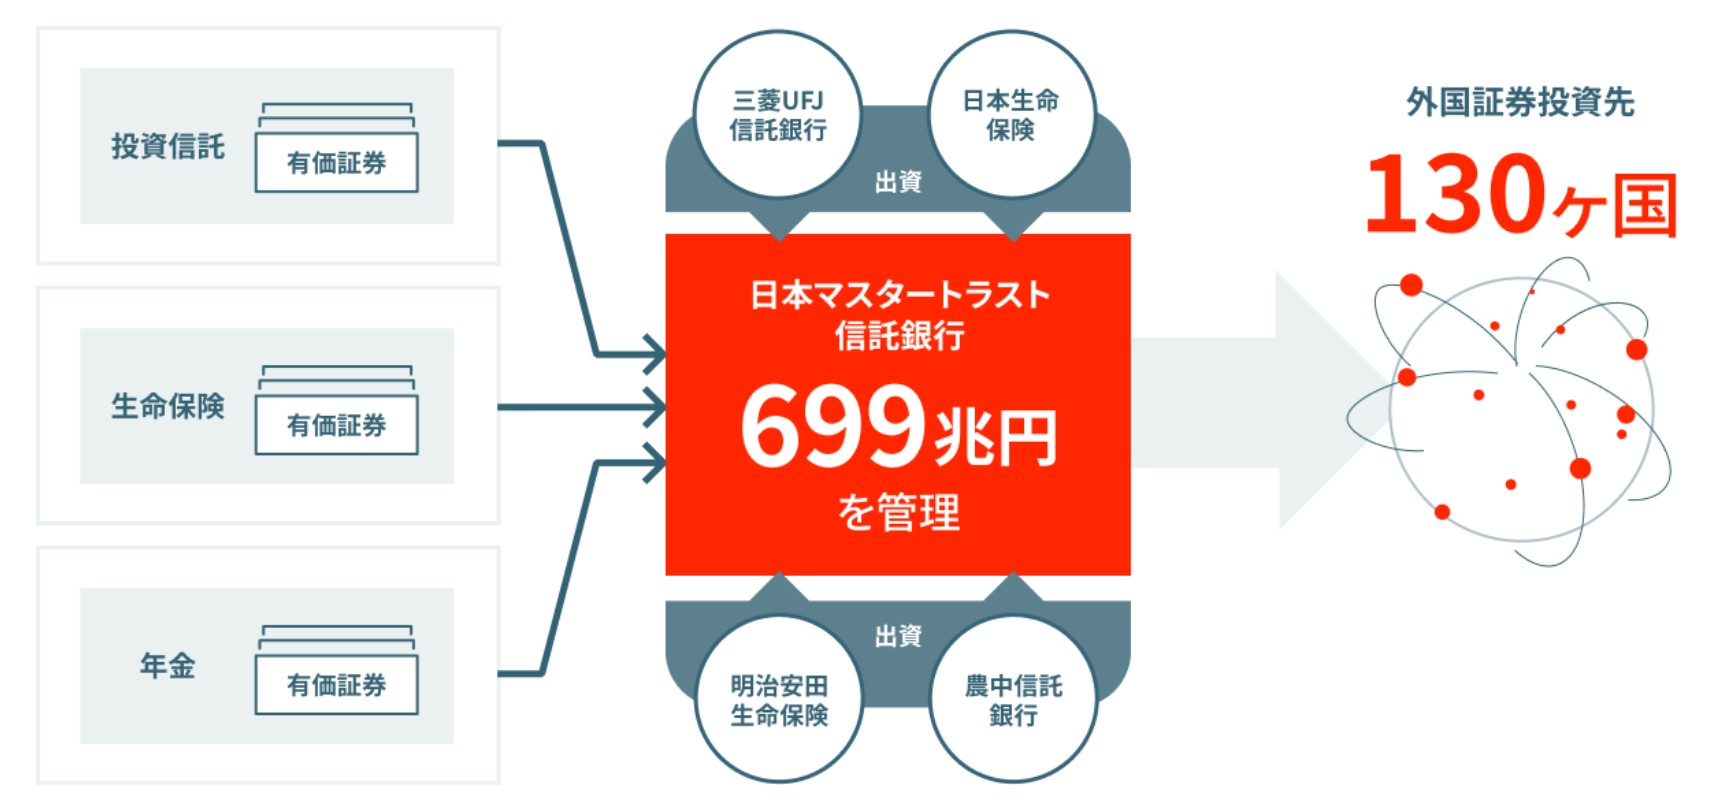 投資信託
有価証券
生命保険
有価証券
年金
有価証券
三菱UFJ
信託銀行
日本生命
保険
出資
日本マスタートラスト
信託銀行
699兆円
を管理
出資
明治安田
生命保険
農中信託
銀行
外国証券投資先
130ヶ国